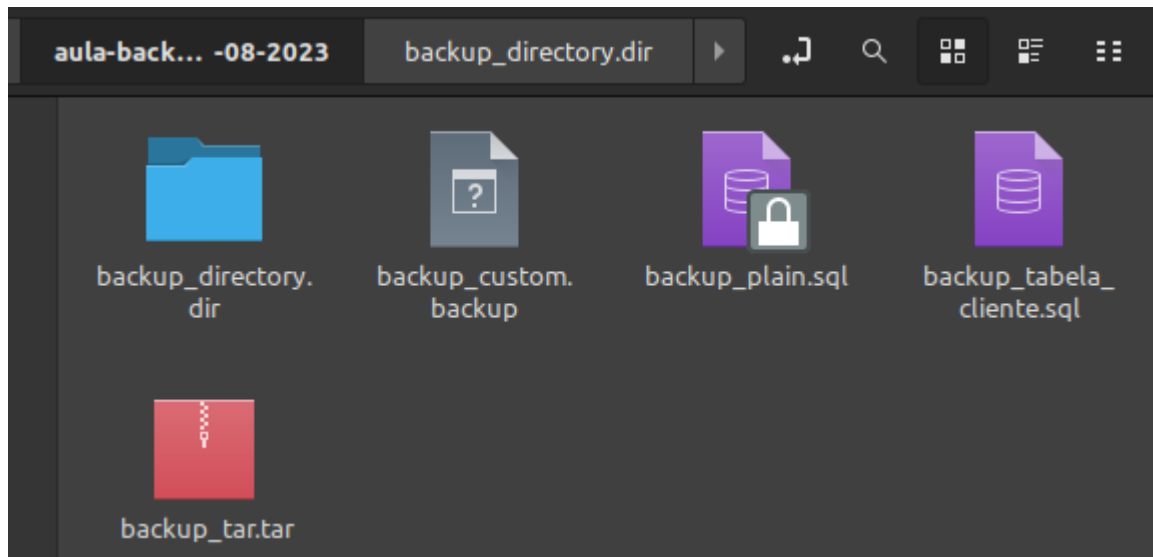 aula-back... -08-2023
backup_directory.dir
backup_directory.
dir
backup_custom.
backup
backup_plain.sql
backup_tabela_
cliente.sql
backup_tar.tar